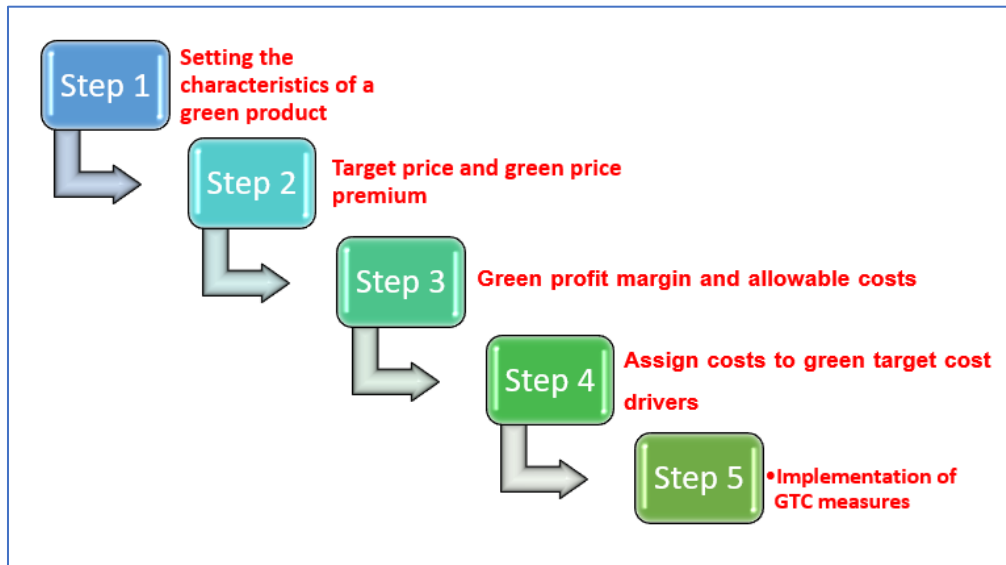 Step 1
Setting the
characteristics of a
green product
Step 2
Target price and green price
premium
Step 3
Green profit margin and allowable costs
Step 4
Assign costs to green target cost
drivers
Step 5
•Implementation of
GTC measures